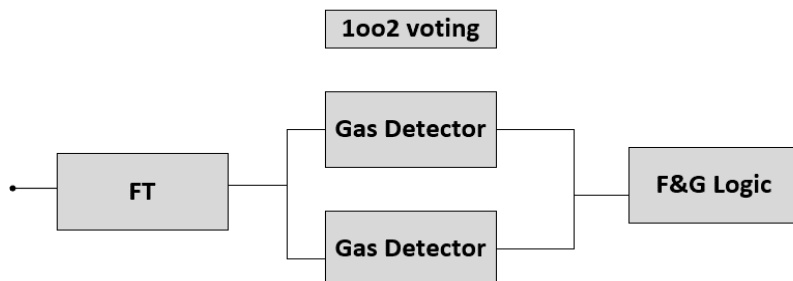 1oo2 voting
Gas Detector
FT
F&G Logic
Gas Detector